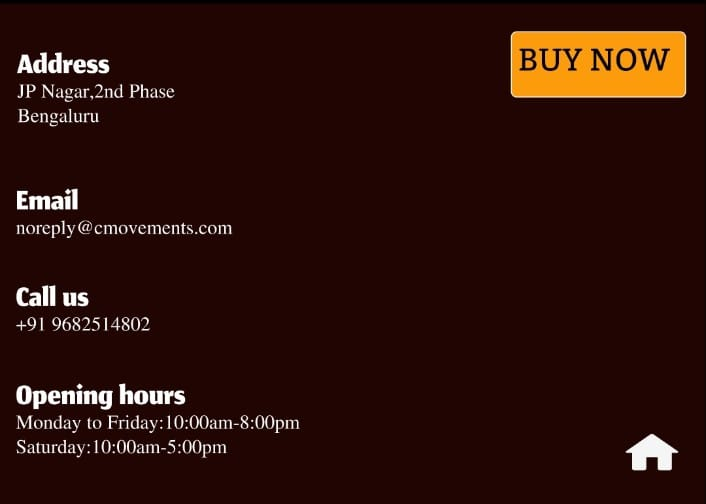 BUY NOW
Address
JP Nagar,2nd Phase
Bengaluru
Email
noreply@cmovements.com
Call us
+91 9682514802
Opening hours
Monday to Friday:10:00am-8:00pm
Saturday:10:00am-5:00pm